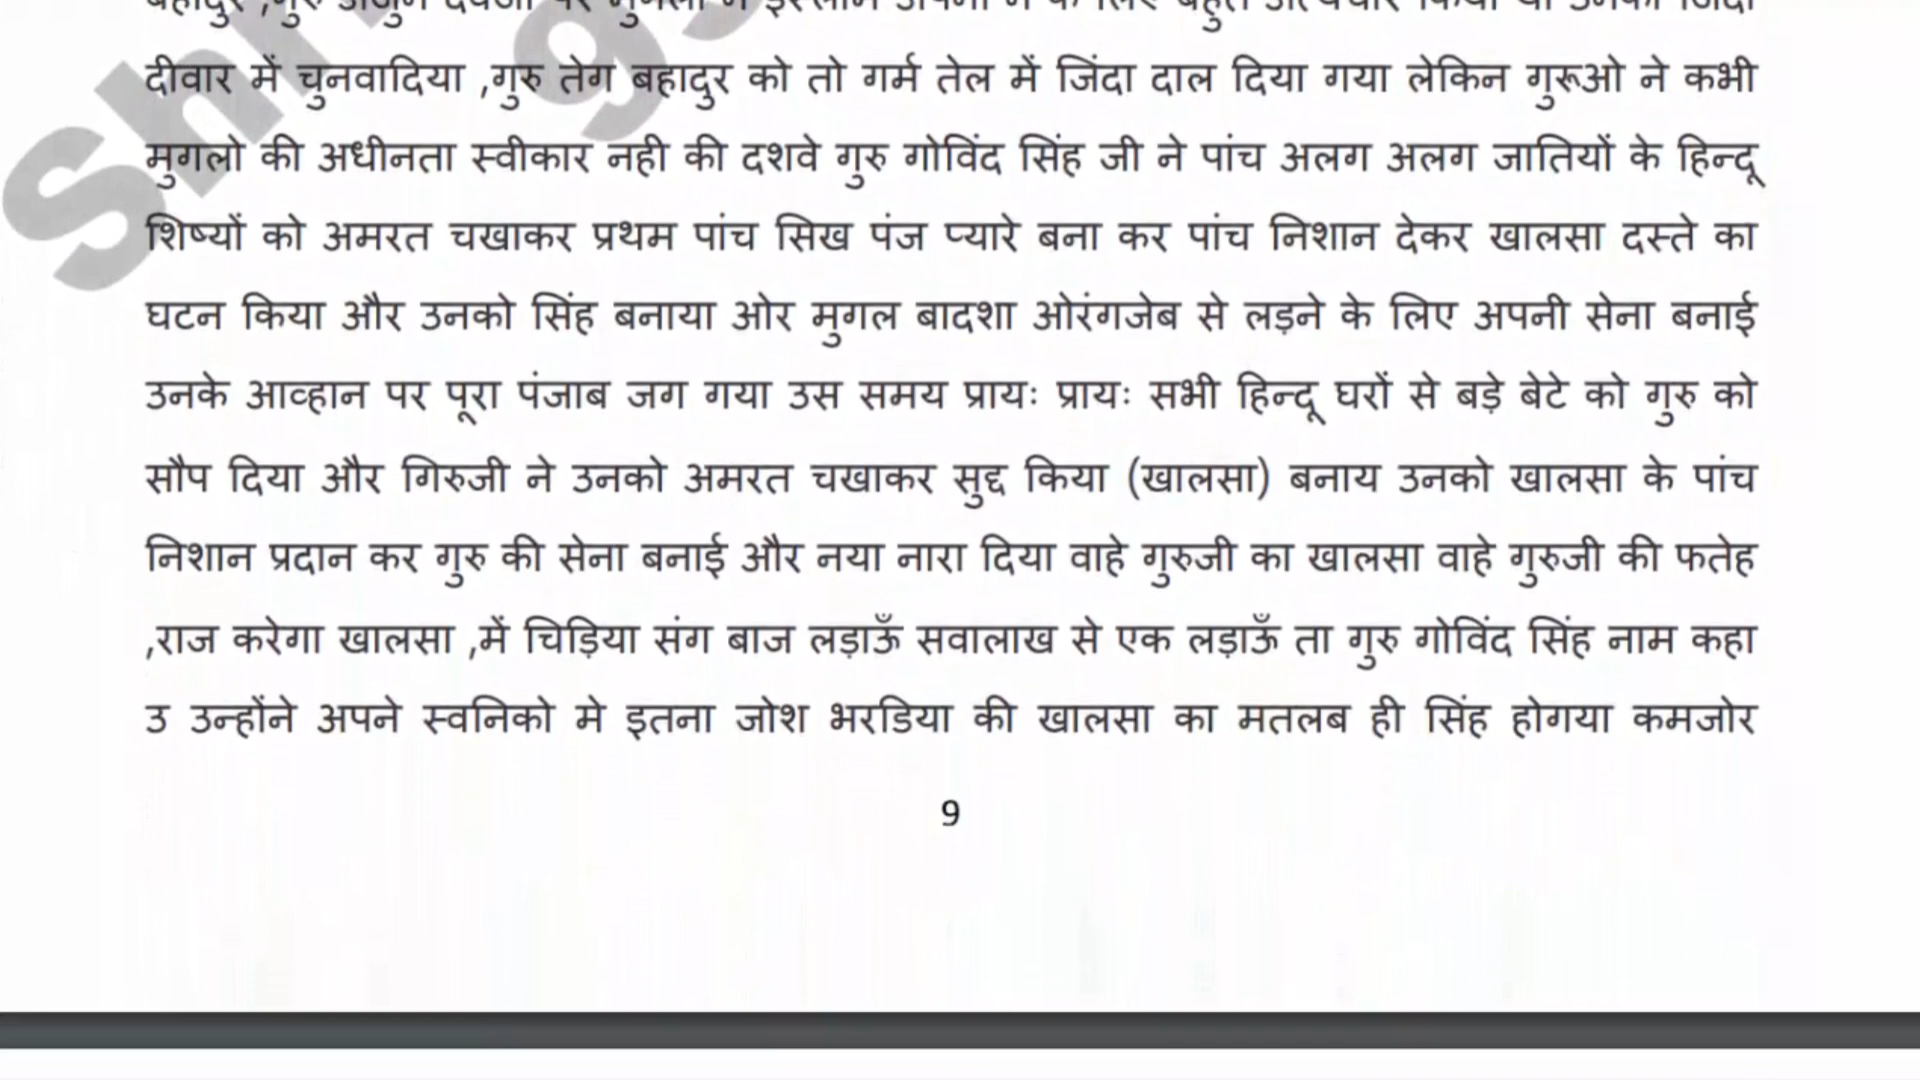 दीवार में चुनवादिया ,गुरु तेग बहादुर को तो गर्म तेल में जिंदा दाल दिया गया लेकिन गुरूओ ने कभी
मुगलो की अधीनता स्वीकार नही की दशवे गुरु गोविंद सिंह जी ने पांच अलग अलग जातियों के हिन्दू
शिष्यों को अमरत चखाकर प्रथम पांच सिख पंज प्यारे बना कर पांच निशान देकर खालसा दस्ते का
घटन किया और उनको सिंह बनाया ओर मुगल बादशा ओरंगजेब से लड़ने के लिए अपनी सेना बनाई
उनके आव्हान पर पूरा पंजाब जग गया उस समय प्रायः प्रायः सभी हिन्दू घरों से बड़े बेटे को गुरु को
सौप दिया और गिरुजी ने उनको अमरत चखाकर सुद्द किया (खालसा) बनाय उनको खालसा के पांच
निशान प्रदान कर गुरु की सेना बनाई और नया नारा दिया वाहे गुरुजी का खालसा वाहे गुरुजी की फतेह
,राज करेगा खालसा ,में चिड़िया संग बाज लड़ाऊँ सवालाख से एक लड़ाऊँ ता गुरु गोविंद सिंह नाम कहा
उ उन्होंने अपने स्वनिको मे इतना जोश भरडिया की खालसा का मतलब ही सिंह होगया कमजोर
9